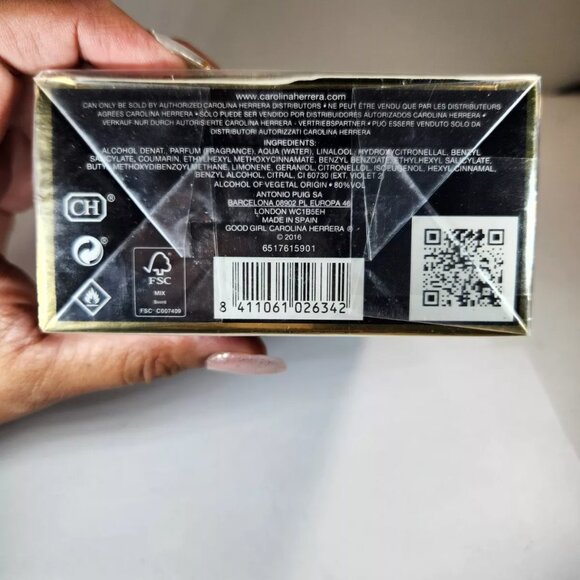 www.carolinaherrera.com
CAN ONLY BE SOLD BY AUTHORIZED CAROLINA HERRERA DISTRIBUTORS • NE PEUT ÊTRE VENDU QUE PAR LES DISTRIBUTEURS
AGREES CAROLINA HERRERA • SOLO PUEDE SER VENDIDO POR DISTRIBUIDORES AUTORIZADOS CAROLINA HERRERA •
VERKAUF NUR DURCH AUTORISIERTE CAROLINA HERRERA - VERTRIEBSPARTNER • PUÒ ESSERE VENDUTO SOLO DA
DISTRIBUTORI AUTORIZZATI CAROLINA HERRERA
INGREDIENTS:
ALCOHOL DENAT., PARFUM (FRAGRANCE), AQUA (WATER), LINALOOL, HYDROXYCITRONELLAL, BENZYL
SALICYLATE, COUMARIN, ETHYLHEXYL METHOXYCINNAMATE, BENZYL BENZOATE, ETHYLHEXYL SALICYLATE,
BUTYL METHOXYDIBENZOYLMETHANE, LIMONENE, GERANIOL, CITRONELLOL, ISOEUGENOL, HEXYL CINNAMAL,
BENZYL ALCOHOL, CITRAL, CI 60730 (EXT. VIOLET 2)
ALCOHOL OF VEGETAL ORIGIN • 80% VOL
ANTONIO PUIG SA
BARCELONA 08902 PL EUROPA 46
LONDON WC1B5EH
MADE IN SPAIN
GOOD GIRL CAROLINA HERRERA ®
© 2016
6517615901
CH ®
®
FSC
MIX
Board
FSC® C007409
8 411061 026342